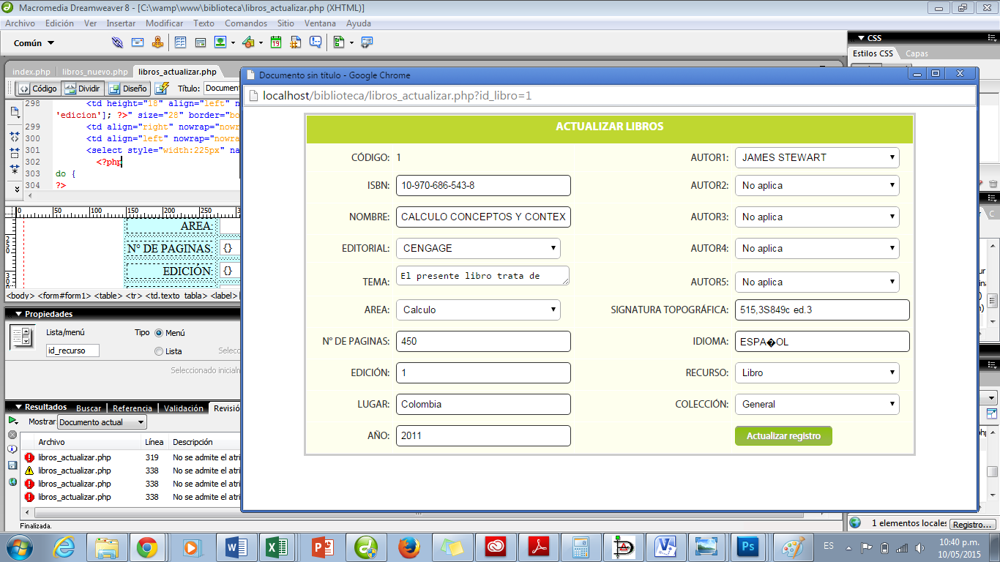 Macromedia Dreamweaver 8 - [C:\wamp\www\biblioteca\libros_actualizar.php (XHTML)]
Archivo Edición Ver Insertar Modificar Texto Comandos Sitio Ventana Ayuda
Común
CSS
Estilos CSS Capas
index.php libros_nuevo.php libros_actualizar.php
Código Dividir Diseño Título: Document
298 <td height="18" align="left" n
'edicion']; ?>" size="28" border="bo
299 <td align="right" nowrap="nowr
300 <td align="left" nowrap="nowra
301 <select style="width:225px" na
302 <?php
303 do {
304 ?>
0 50 100 150 200 250
AREA:
N° DE PAGINAS: {}
EDICIÓN: {}
<body> <form#form1> <table> <tr> <td.texto_tabla> <label>
Propiedades
Lista/menú Tipo Menú
id_recurso Lista Selecc
Seleccionado inicialm
Resultados Buscar Referencia Validación Revisió
Mostrar Documento actual
Archivo Línea Descripción
libros_actualizar.php 319 No se admite el atri
libros_actualizar.php 338 No se admite el atri
libros_actualizar.php 338 No se admite el atri
libros_actualizar.php 338 No se admite el atri
Finalizada.
Documento sin título - Google Chrome
localhost/biblioteca/libros_actualizar.php?id_libro=1
ACTUALIZAR LIBROS
CÓDIGO: 1 AUTOR1: JAMES STEWART
ISBN: 10-970-686-543-8 AUTOR2: No aplica
NOMBRE: CALCULO CONCEPTOS Y CONTEX AUTOR3: No aplica
EDITORIAL: CENGAGE AUTOR4: No aplica
TEMA: El presente libro trata de AUTOR5: No aplica
AREA: Calculo SIGNATURA TOPOGRÁFICA: 515,3S849c ed.3
N° DE PAGINAS: 450 IDIOMA: ESPA�OL
EDICIÓN: 1 RECURSO: Libro
LUGAR: Colombia COLECCIÓN: General
AÑO: 2011 Actualizar registro
1 elementos locales Registro...
ES 10:40 p.m.
10/05/2015